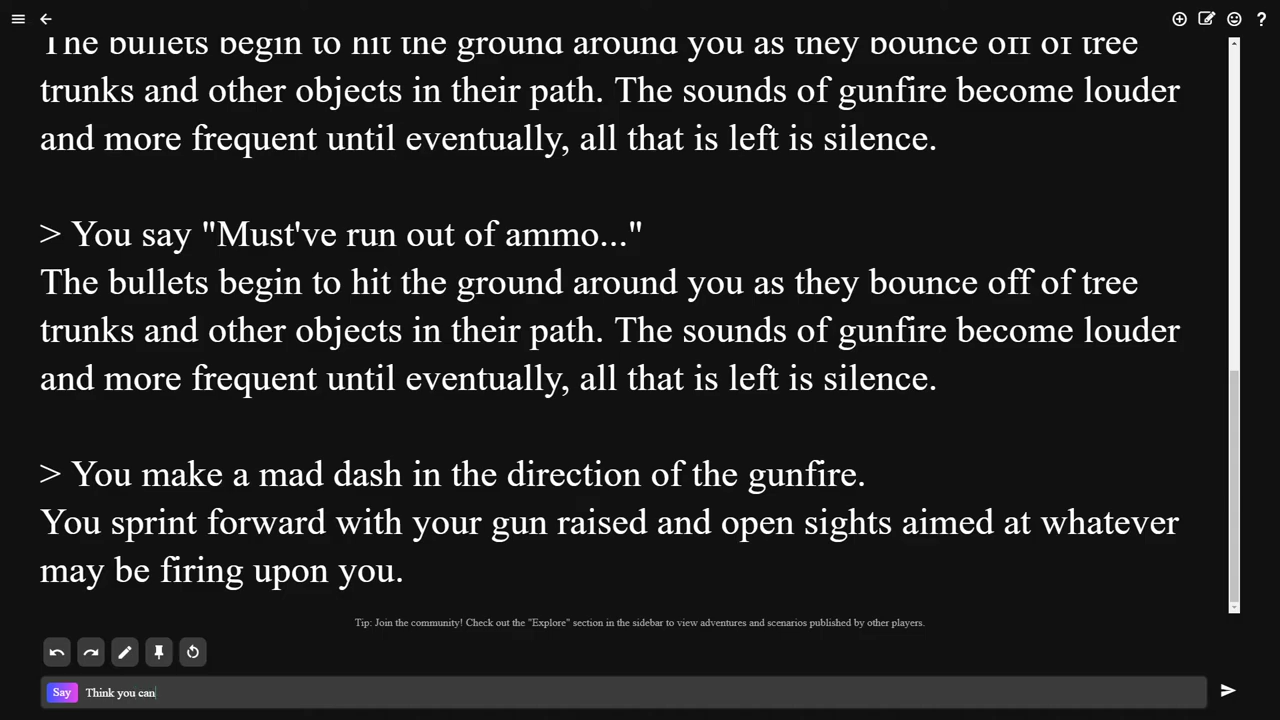 The bullets begin to hit the ground around you as they bounce off of tree
trunks and other objects in their path. The sounds of gunfire become louder
and more frequent until eventually, all that is left is silence.
> You say "Must've run out of ammo..."
The bullets begin to hit the ground around you as they bounce off of tree
trunks and other objects in their path. The sounds of gunfire become louder
and more frequent until eventually, all that is left is silence.
> You make a mad dash in the direction of the gunfire.
You sprint forward with your gun raised and open sights aimed at whatever
may be firing upon you.
Tip: Join the community! Check out the "Explore" section in the sidebar to view adventures and scenarios published by other players.
Say Think you can